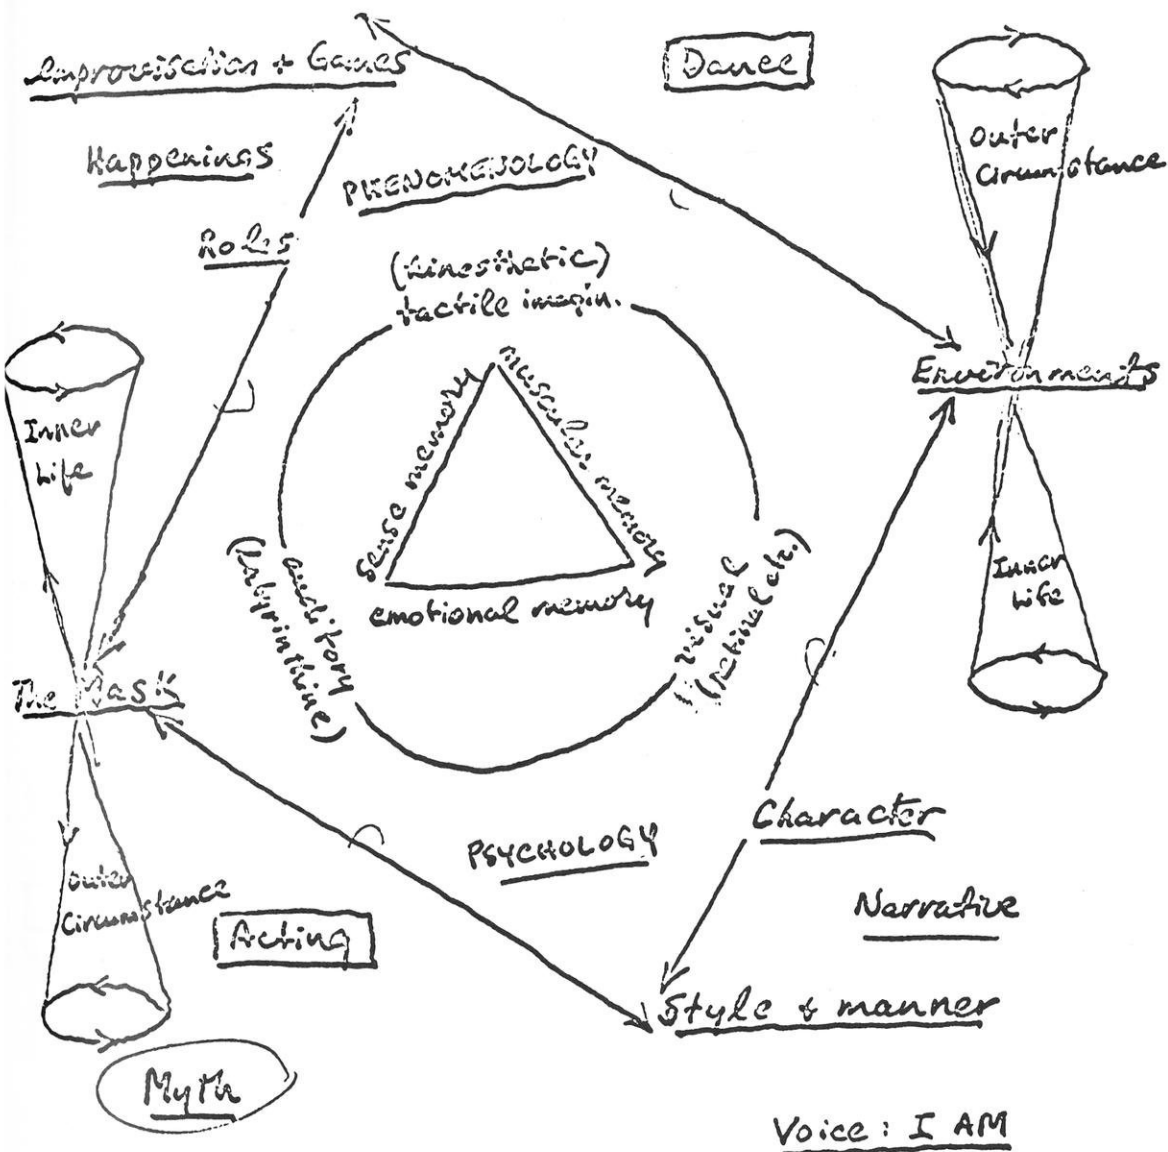 Improvisation + Games
Dance
Happenings
PHENOMENOLOGY
Outer
Circumstance
Roles
(kinesthetic)
tactile imagin.
Environments
Inner
Life
Sense memory
muscular memory
emotional memory
auditory
(labyrinthine)
visual
(retinal etc.)
Inner
Life
The Mask
Character
PSYCHOLOGY
Outer
Circumstance
Narrative
Acting
Style + manner
Myth
Voice : I AM